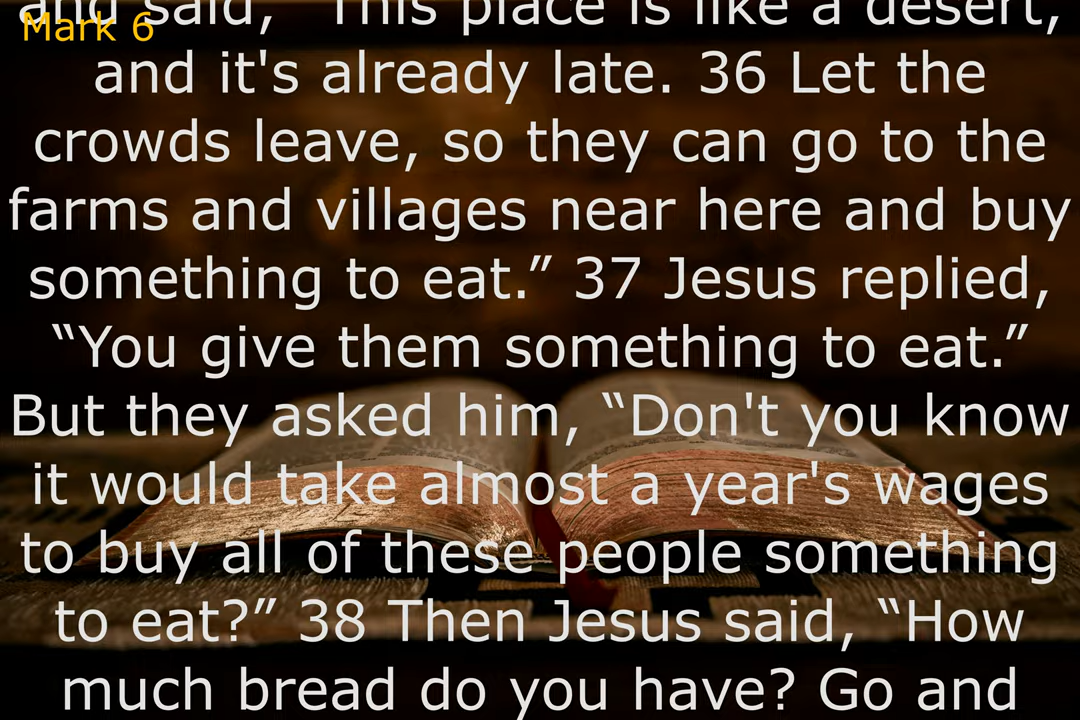 and said, “This place is like a desert,
Mark 6
and it's already late. 36 Let the
crowds leave, so they can go to the
farms and villages near here and buy
something to eat.” 37 Jesus replied,
“You give them something to eat.”
But they asked him, “Don't you know
it would take almost a year's wages
to buy all of these people something
to eat?” 38 Then Jesus said, “How
much bread do you have? Go and